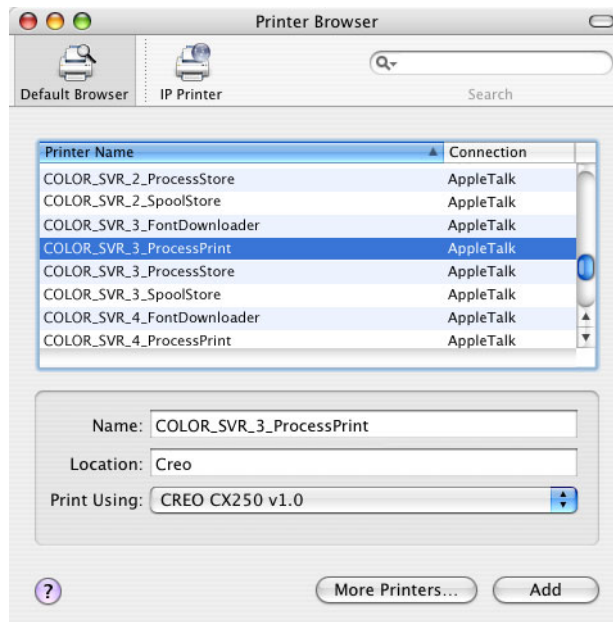 Printer Browser
Default Browser IP Printer Search
Printer Name Connection
COLOR_SVR_2_ProcessStore AppleTalk
COLOR_SVR_2_SpoolStore AppleTalk
COLOR_SVR_3_FontDownloader AppleTalk
COLOR_SVR_3_ProcessPrint AppleTalk
COLOR_SVR_3_ProcessStore AppleTalk
COLOR_SVR_3_SpoolStore AppleTalk
COLOR_SVR_4_FontDownloader AppleTalk
COLOR_SVR_4_ProcessPrint AppleTalk
Name: COLOR_SVR_3_ProcessPrint
Location: Creo
Print Using: CREO CX250 v1.0
? More Printers... Add